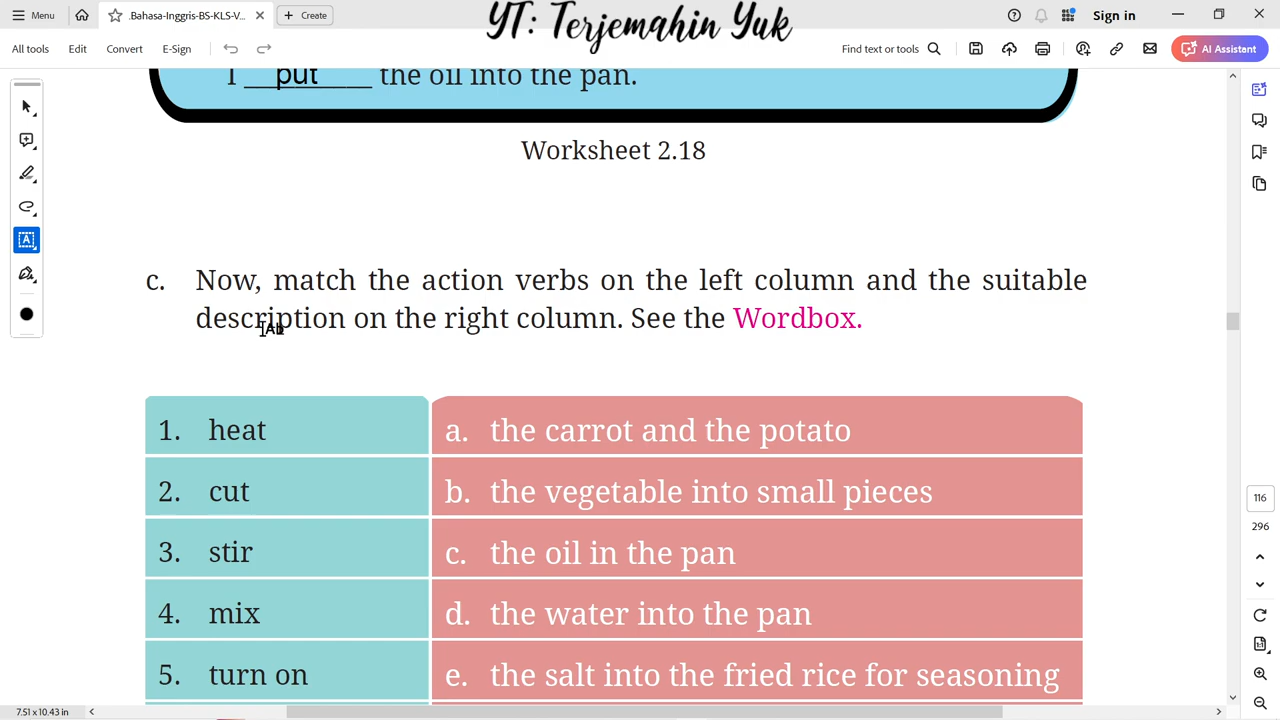 Menu
.Bahasa-Inggris-BS-KLS-V...
Create
YT: Terjemahin Yuk
Sign in
All tools
Edit
Convert
E-Sign
Find text or tools
AI Assistant
I put the oil into the pan.
Worksheet 2.18
c. Now, match the action verbs on the left column and the suitable
description on the right column. See the Wordbox.
1. heat
a. the carrot and the potato
2. cut
b. the vegetable into small pieces
3. stir
c. the oil in the pan
4. mix
d. the water into the pan
5. turn on
e. the salt into the fried rice for seasoning
116
296
7.51 x 10.43 in